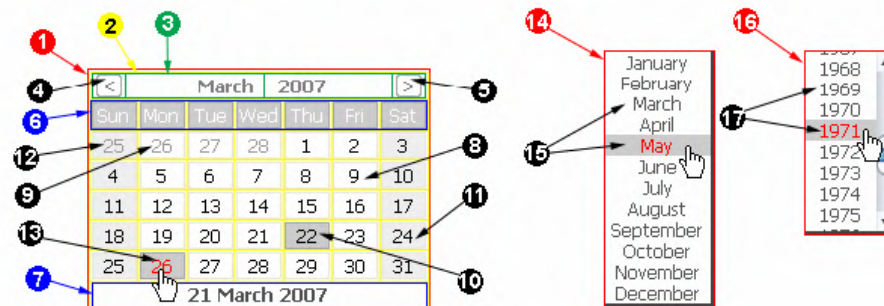 1 2 3 14 16
4 < March 2007 > 5
6 Sun Mon Tue Wed Thu Fri Sat
12 25 26 27 28 1 2 3 8
9 4 5 6 7 8 9 10
11 12 13 14 15 16 17 11
13 18 19 20 21 22 23 24
25 26 27 28 29 30 31 10
7 21 March 2007
January
February
March
April
15 May
June
July
August
September
October
November
December
1968
1969
17 1970
1971
1972
1973
1974
1975